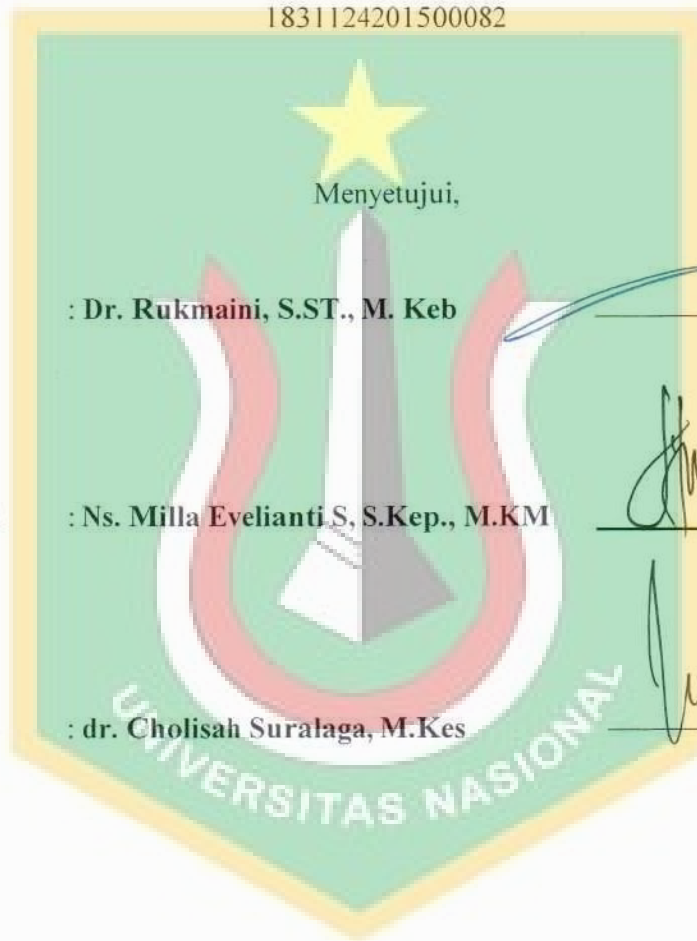 1831124201500082
Menyetujui,
: Dr. Rukmaini, S.ST., M. Keb
: Ns. Milla Evelianti S, S.Kep., M.KM
: dr. Cholisah Suralaga, M.Kes
UNIVERSITAS NASIONAL